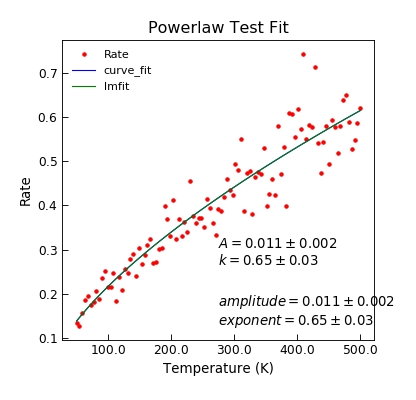 Powerlaw Test Fit
Rate
curve_fit
lmfit
0.7
0.6
0.5
0.4
0.3
0.2
0.1
Rate
A = 0.011 ± 0.002
k = 0.65 ± 0.03
amplitude = 0.011 ± 0.002
exponent = 0.65 ± 0.03
100.0 200.0 300.0 400.0 500.0
Temperature (K)